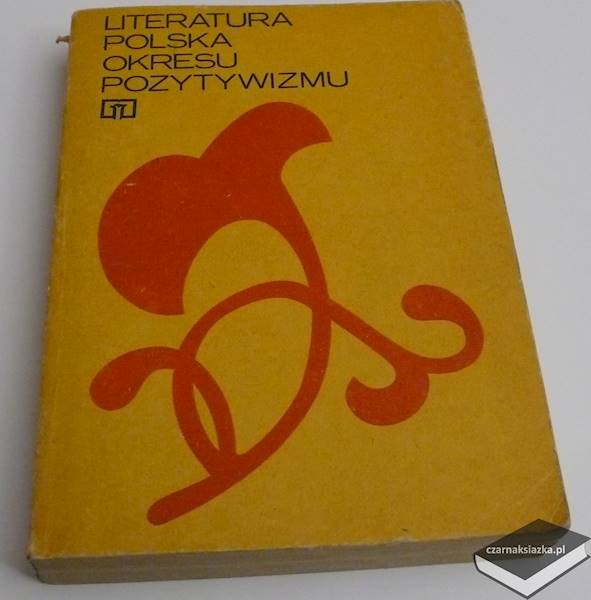 LITERATURA
POLSKA
OKRESU
POZYTYWIZMU
czarnaksiazka.pl